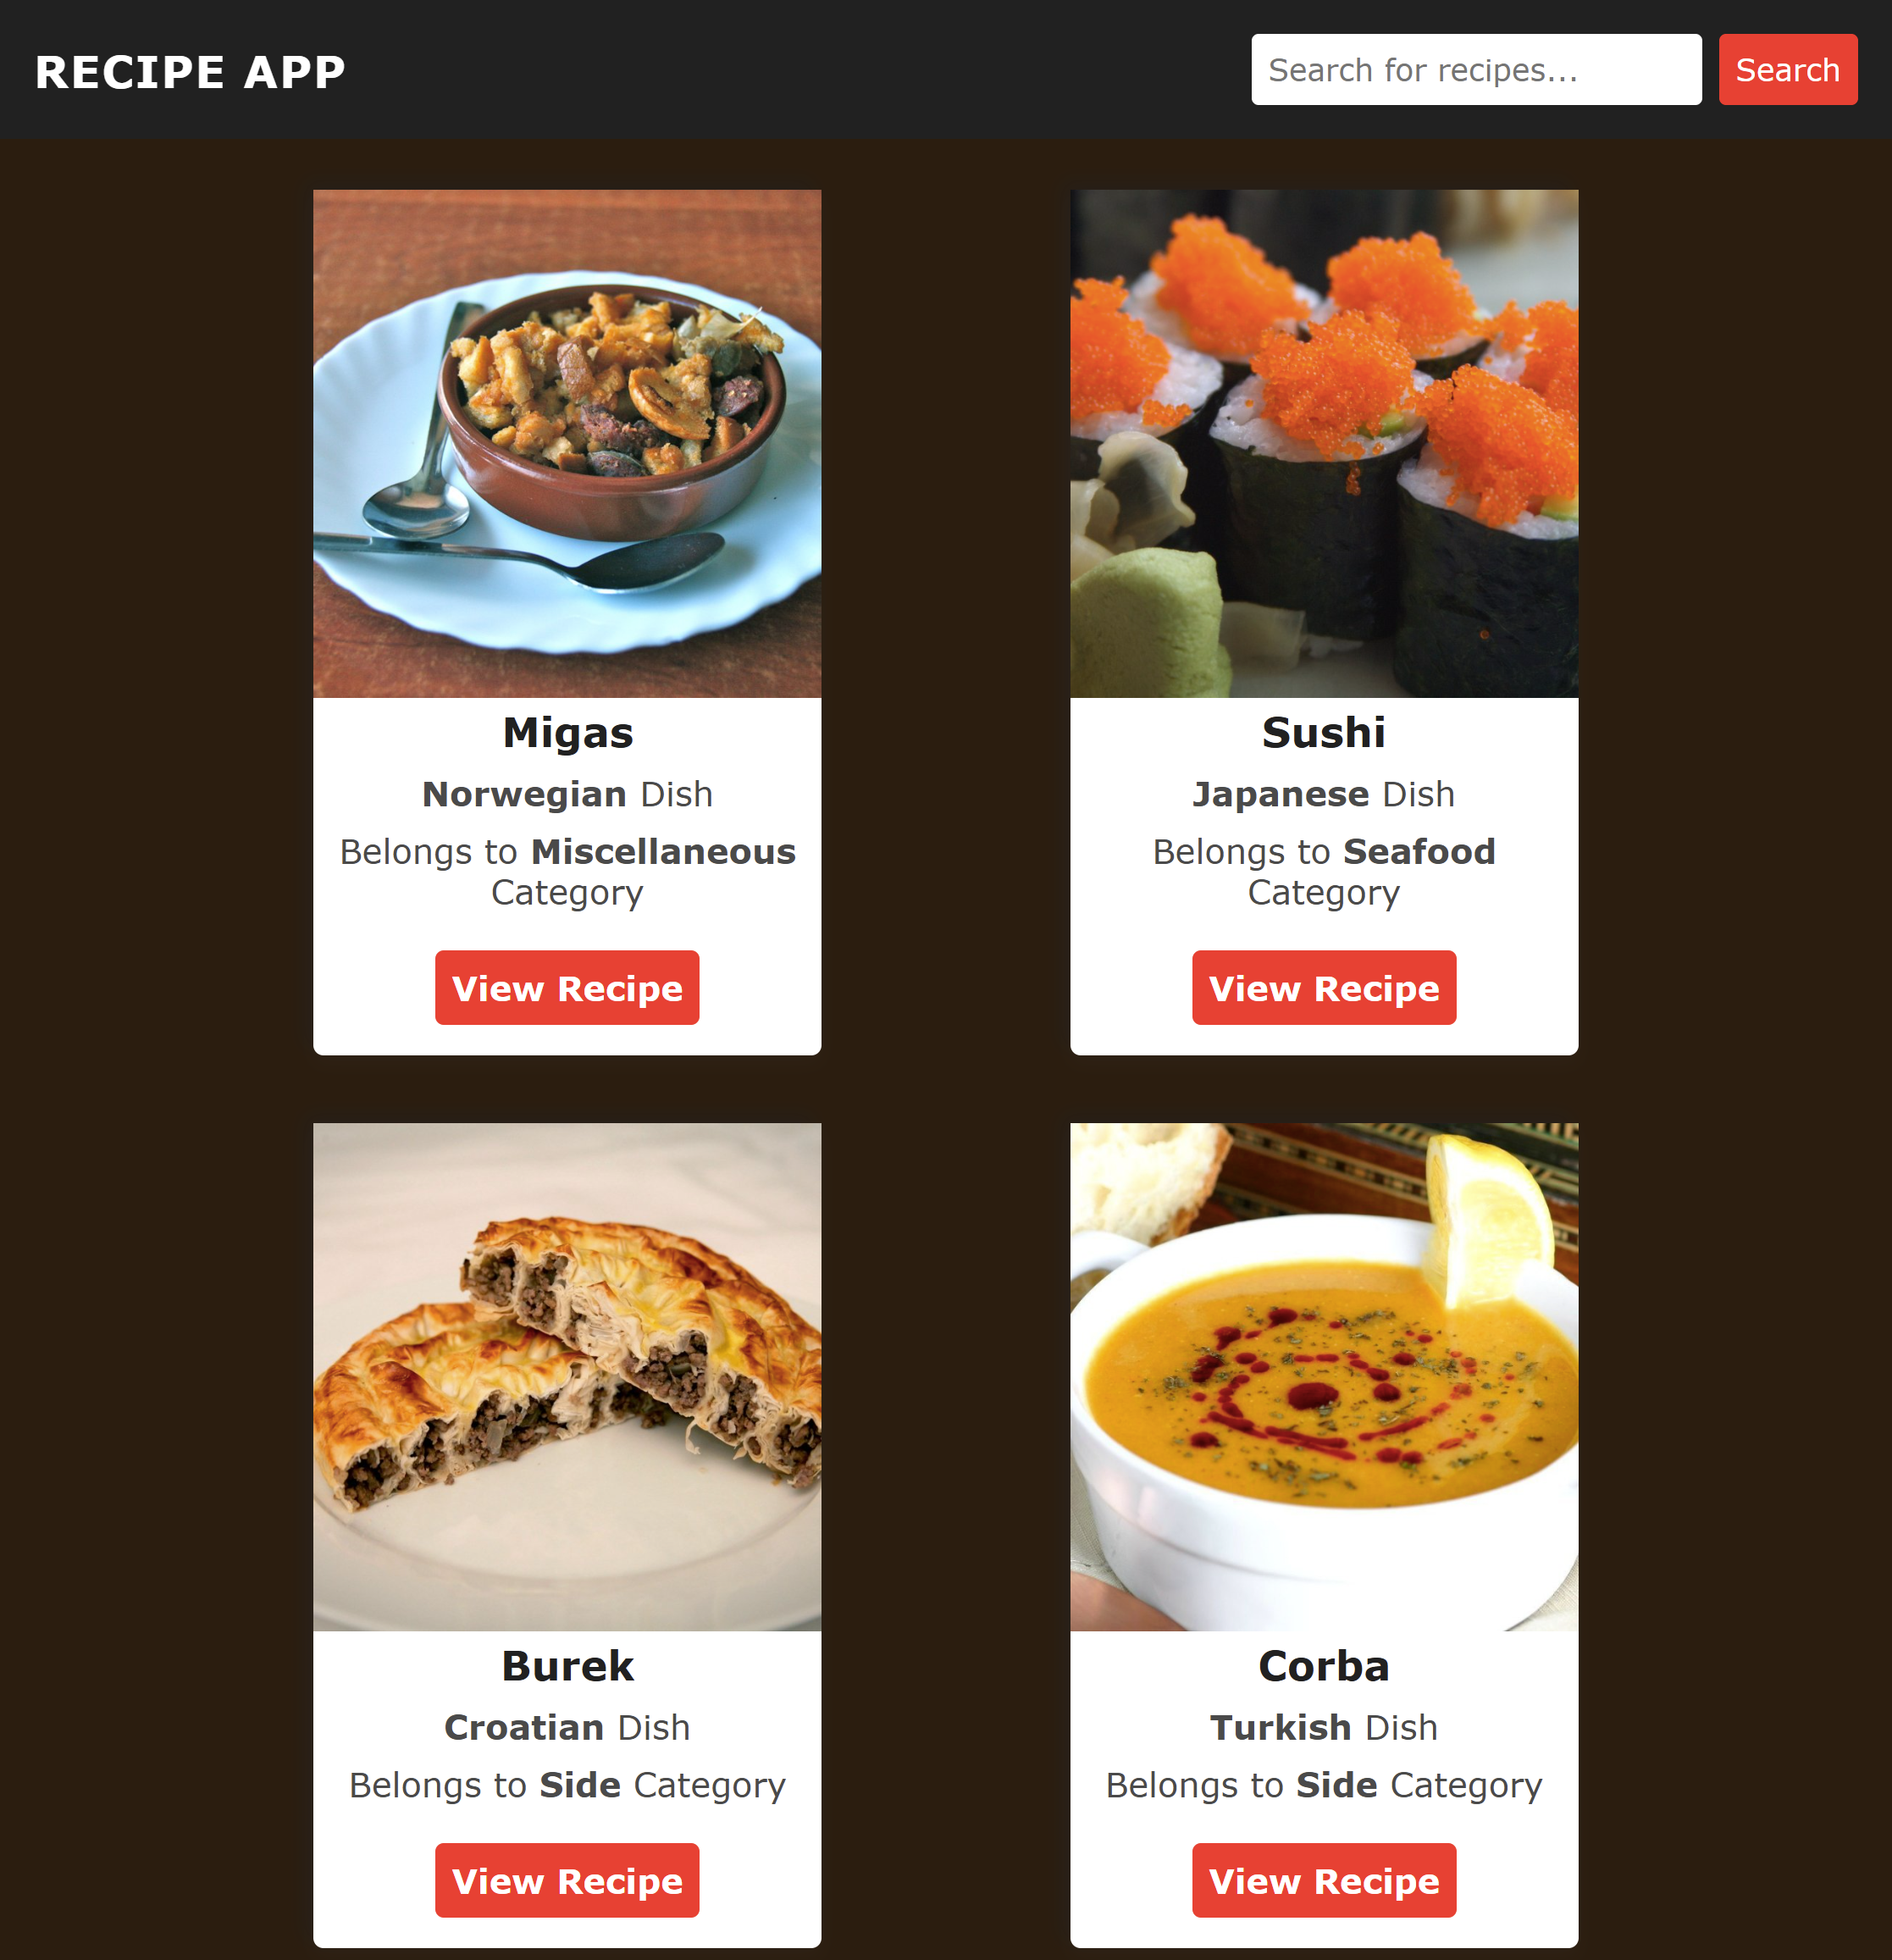 RECIPE APP
Search for recipes...
Search
Migas
Norwegian Dish
Belongs to Miscellaneous
Category
View Recipe
Sushi
Japanese Dish
Belongs to Seafood
Category
View Recipe
Burek
Croatian Dish
Belongs to Side Category
View Recipe
Corba
Turkish Dish
Belongs to Side Category
View Recipe